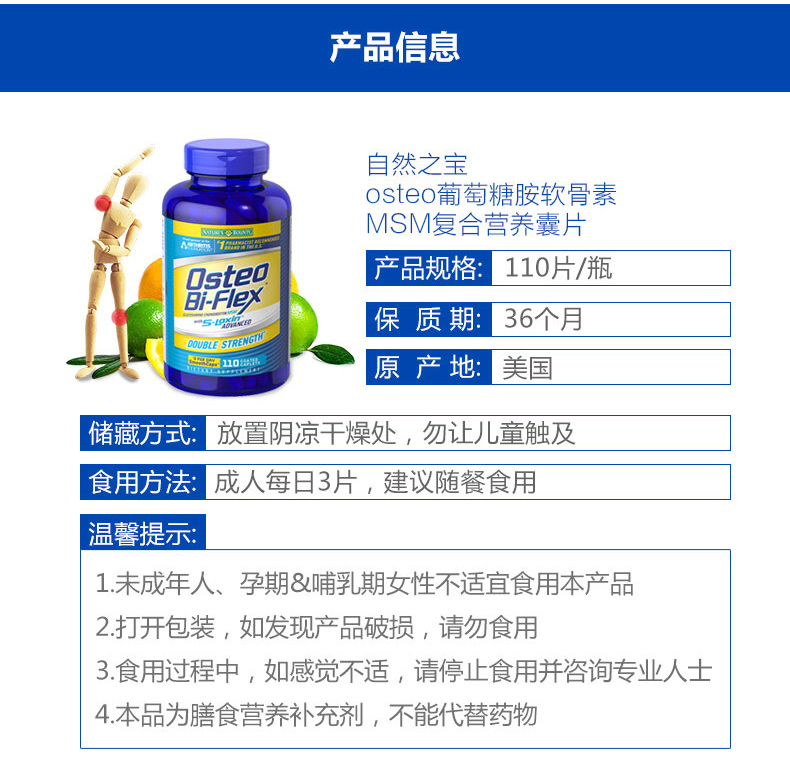 产品信息
自然之宝
osteo葡萄糖胺软骨素
MSM复合营养囊片
产品规格: 110片/瓶
保 质 期: 36个月
原 产 地: 美国
NATURE'S BOUNTY
#1 PHARMACIST RECOMMENDED
BRAND IN THE U.S.
ARTHRITIS
Osteo
Bi-Flex
GLUCOSAMINE CHONDROITIN MSM
WITH 5-Loxin
ADVANCED
DOUBLE STRENGTH
110 COATED
CAPLETS
DIETARY SUPPLEMENT
储藏方式: 放置阴凉干燥处，勿让儿童触及
食用方法: 成人每日3片，建议随餐食用
温馨提示:
1.未成年人、孕期&哺乳期女性不适宜食用本产品
2.打开包装，如发现产品破损，请勿食用
3.食用过程中，如感觉不适，请停止食用并咨询专业人士
4.本品为膳食营养补充剂，不能代替药物